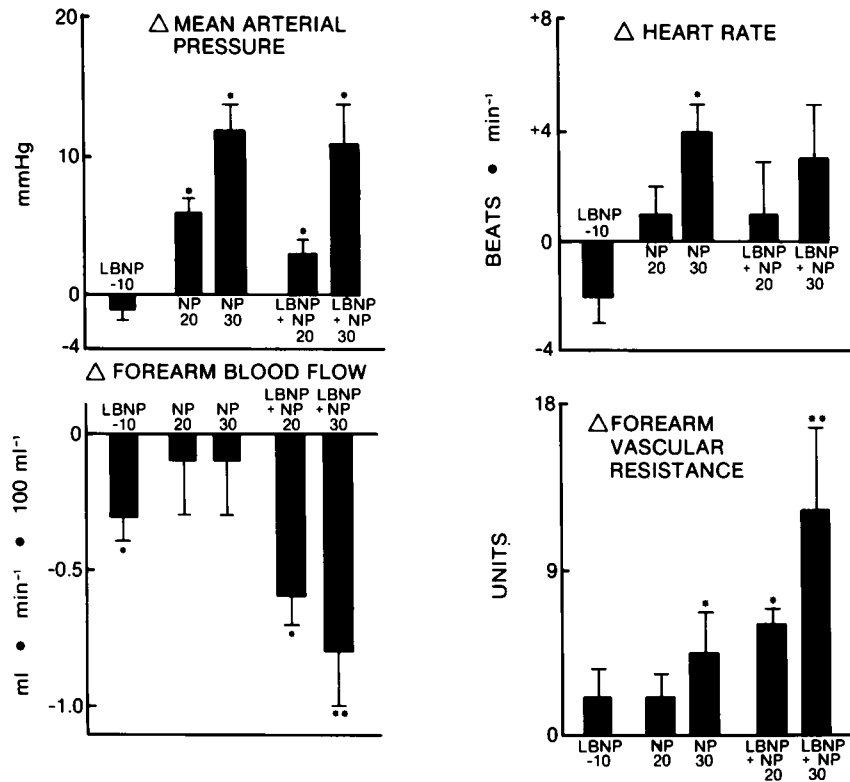 △ MEAN ARTERIAL
PRESSURE
20
10
0
-4
mmHg
LBNP
-10
NP
20
NP
30
LBNP
+ NP
20
LBNP
+ NP
30
△ HEART RATE
+8
+4
0
-4
BEATS • min⁻¹
LBNP
-10
NP
20
NP
30
LBNP
+ NP
20
LBNP
+ NP
30
△ FOREARM BLOOD FLOW
0
-0.5
-1.0
ml • min⁻¹ • 100 ml⁻¹
LBNP
-10
NP
20
NP
30
LBNP
+ NP
20
LBNP
+ NP
30
△ FOREARM
VASCULAR
RESISTANCE
18
9
0
UNITS
LBNP
-10
NP
20
NP
30
LBNP
+ NP
20
LBNP
+ NP
30